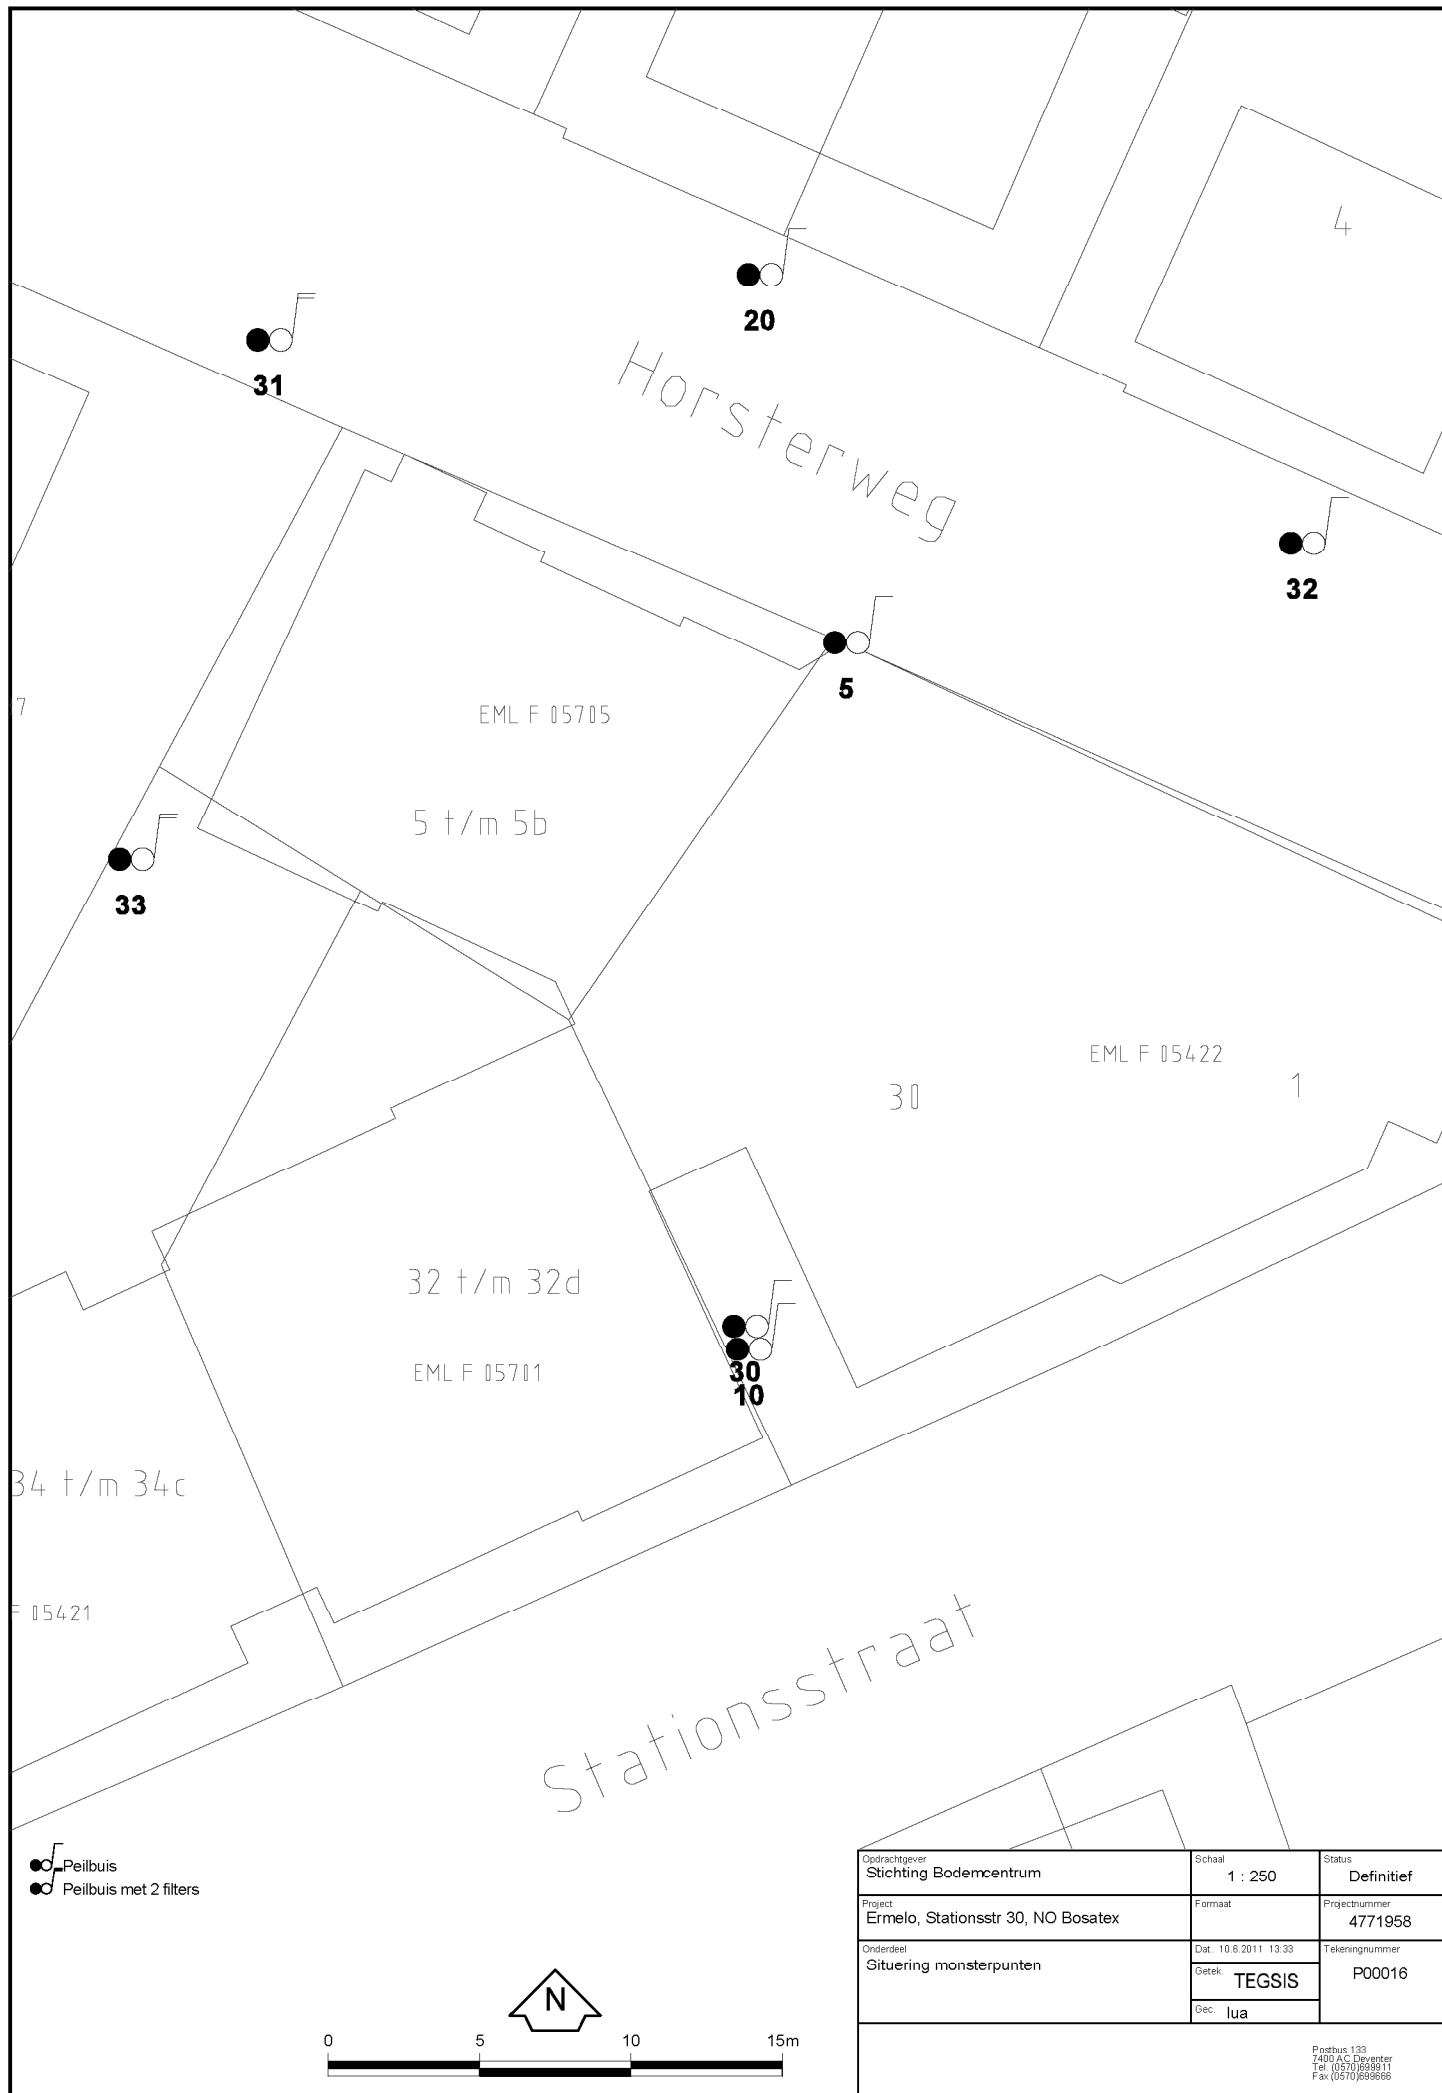 4
20
31
Horsterweg
32
5
7
EML F 05705
5 t/m 5b
33
EML F 05422
30
1
32 t/m 32d
EML F 05701
30
10
34 t/m 34c
F 05421
Stationsstraat
Peilbuis
Peilbuis met 2 filters
N
0 5 10 15m
Opdrachtgever
Stichting Bodemcentrum
Schaal
1 : 250
Status
Definitief
Project
Ermelo, Stationsstr 30, NO Bosatex
Formaat
Projectnummer
4771958
Onderdeel
Situering monsterpunten
Dat. 10.6.2011 13:33
Getek. TEGSIS
Gec. lua
Tekeningnummer
P00016
Postbus 133
7400 AC Deventer
Tel. (0570)699911
Fax (0570)699666